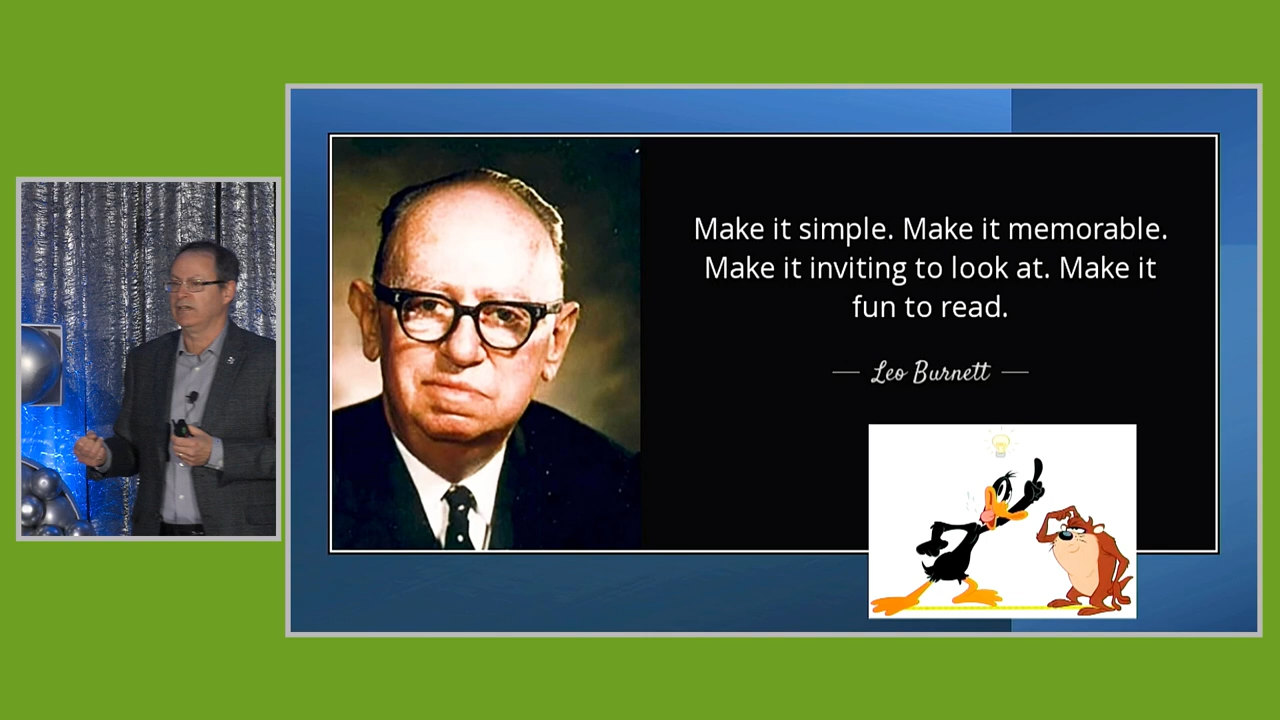 Make it simple. Make it memorable.
Make it inviting to look at. Make it
fun to read.
Leo Burnett